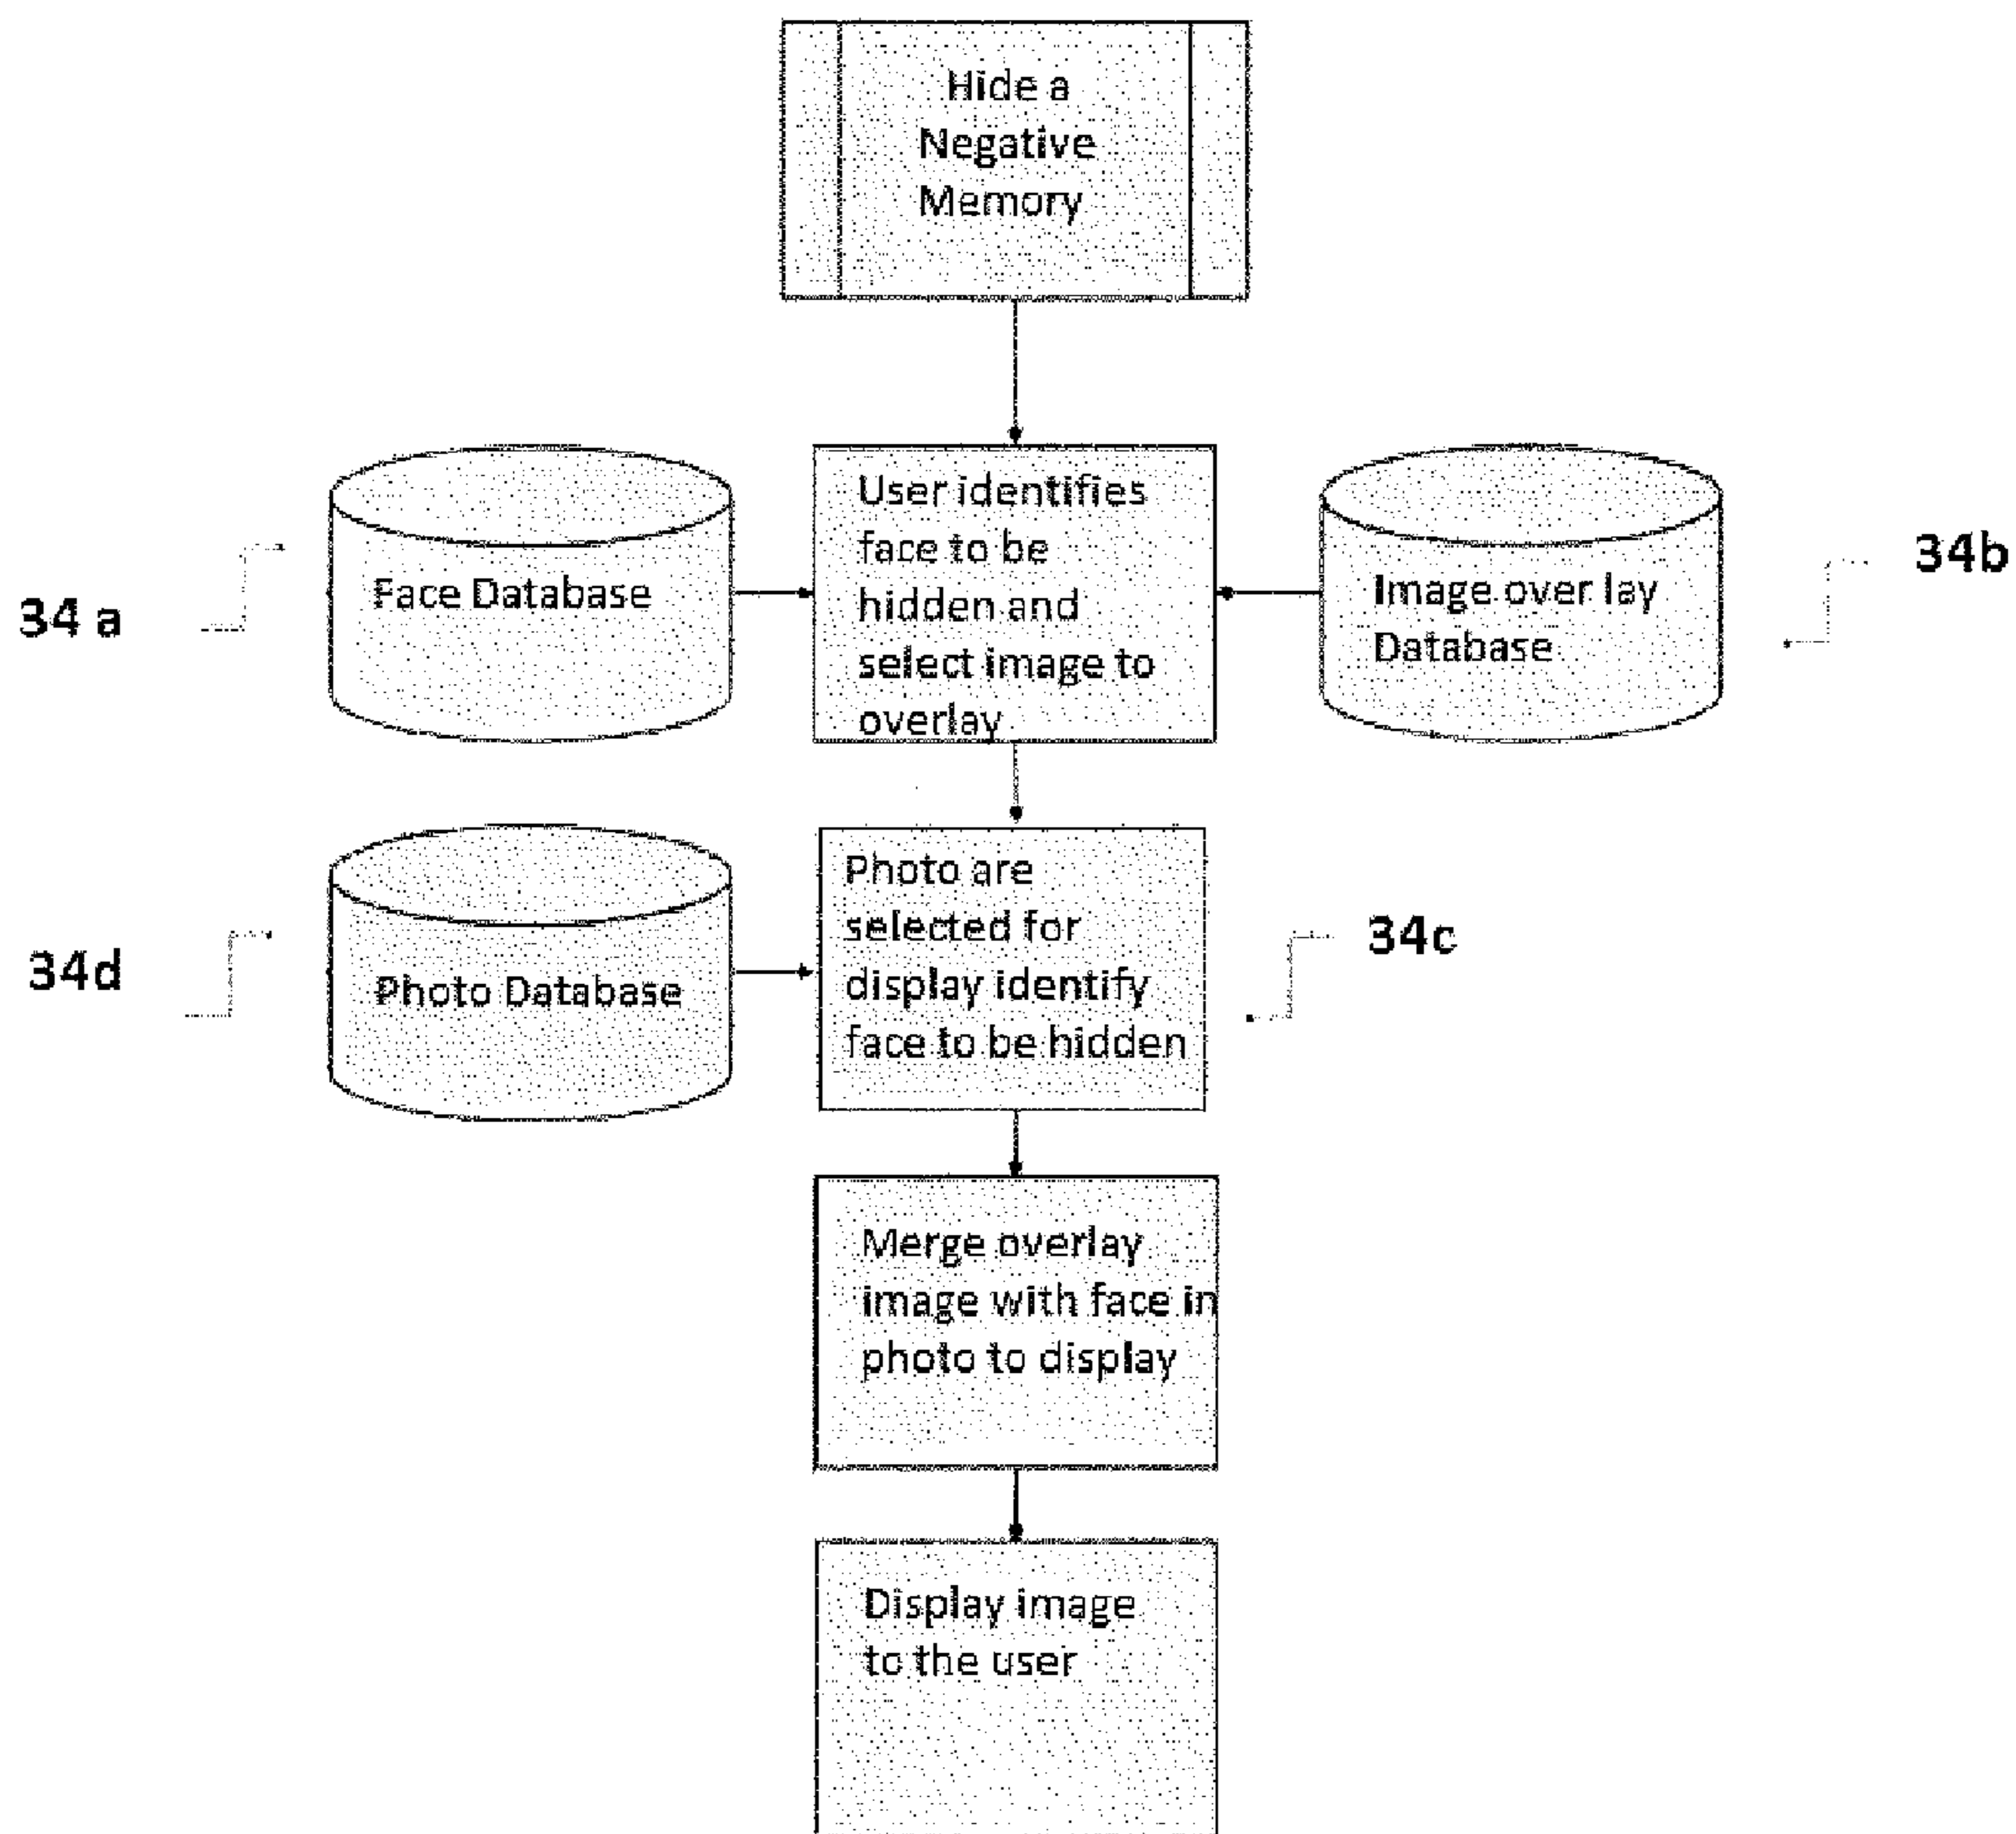 Hide a
Negative
Memory
User identifies
face to be
hidden and
select image to
overlay
Face Database
Image over lay
Database
34 a
34b
Photo are
selected for
display identify
face to be hidden
Photo Database
34d
34c
Merge overlay
image with face in
photo to display
Display image
to the user